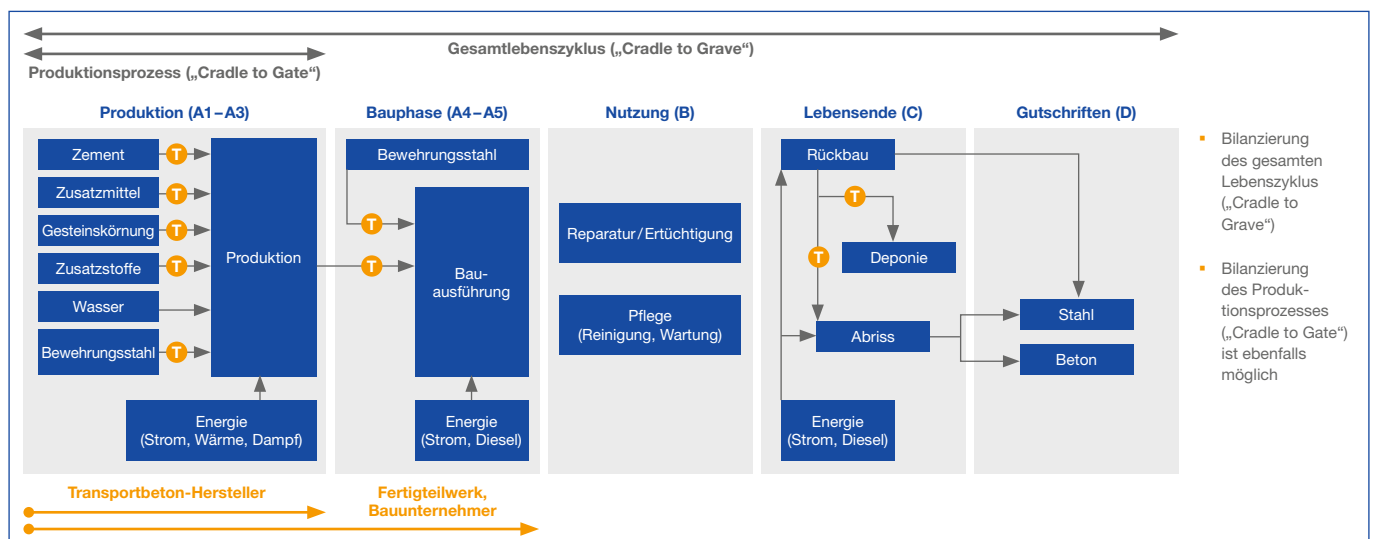 Gesamtlebenszyklus („Cradle to Grave“)
Produktionsprozess („Cradle to Gate“)
Produktion (A1–A3)
Zement
T
Zusatzmittel
T
Gesteinskörnung
T
Zusatzstoffe
T
Wasser
Bewehrungsstahl
T
Produktion
Energie
(Strom, Wärme, Dampf)
Bauphase (A4–A5)
Bewehrungsstahl
T
T
Bau-
ausführung
Energie
(Strom, Diesel)
Nutzung (B)
Reparatur/Ertüchtigung
Pflege
(Reinigung, Wartung)
Lebensende (C)
Rückbau
T
Deponie
T
Abriss
Energie
(Strom, Diesel)
Gutschriften (D)
Stahl
Beton
Bilanzierung
des gesamten
Lebenszyklus
(„Cradle to
Grave“)
Bilanzierung
des Produk-
tionsprozesses
(„Cradle to Gate“)
ist ebenfalls
möglich
Transportbeton-Hersteller
Fertigteilwerk,
Bauunternehmer